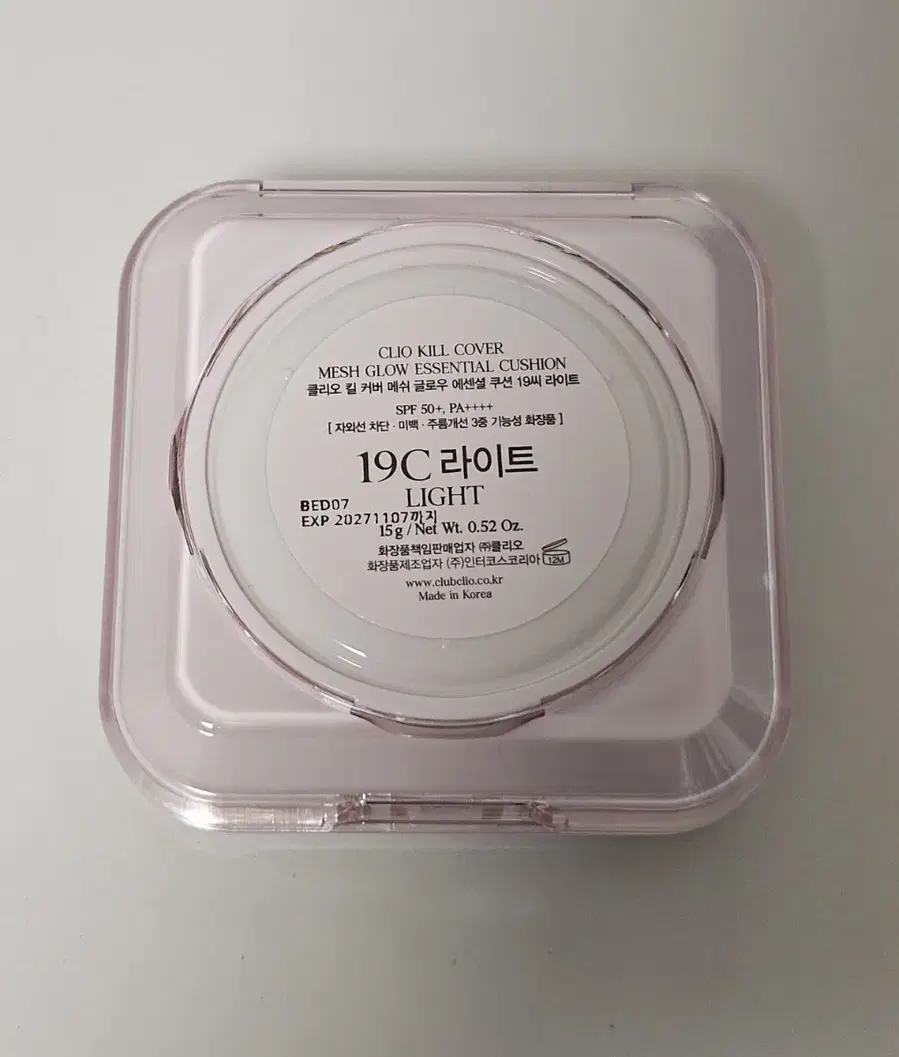 CLIO KILL COVER
MESH GLOW ESSENTIAL CUSHION
클리오 킬 커버 메쉬 글로우 에센셜 쿠션 19씨 라이트
SPF 50+, PA++++
[ 자외선 차단 · 미백 · 주름개선 3중 기능성 화장품 ]
19C 라이트
LIGHT
BED07
EXP 20271107까지
15g / Net Wt. 0.52 Oz.
화장품책임판매업자 ㈜클리오
화장품제조업자 (주)인터코스코리아
12M
www.clubclio.co.kr
Made in Korea